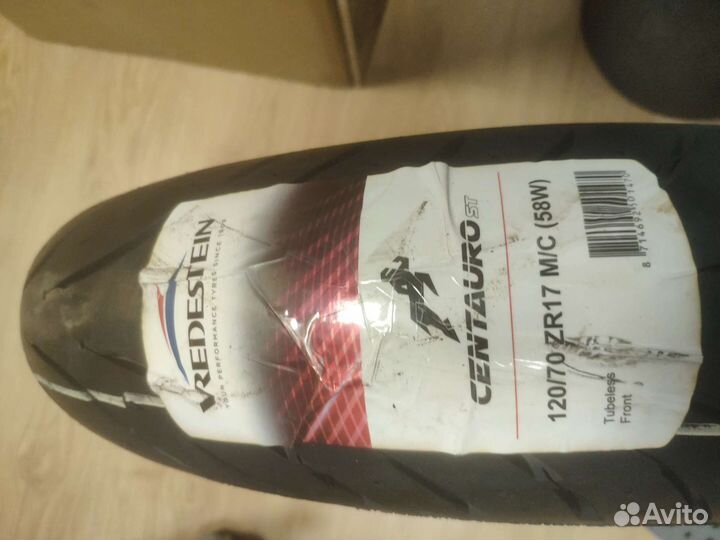 VREDESTEIN
YOUR PERFORMANCE TYRES SINCE 1909
CENTAURO ST
120/70 ZR17 M/C (58W)
Tubeless
Front
Avito